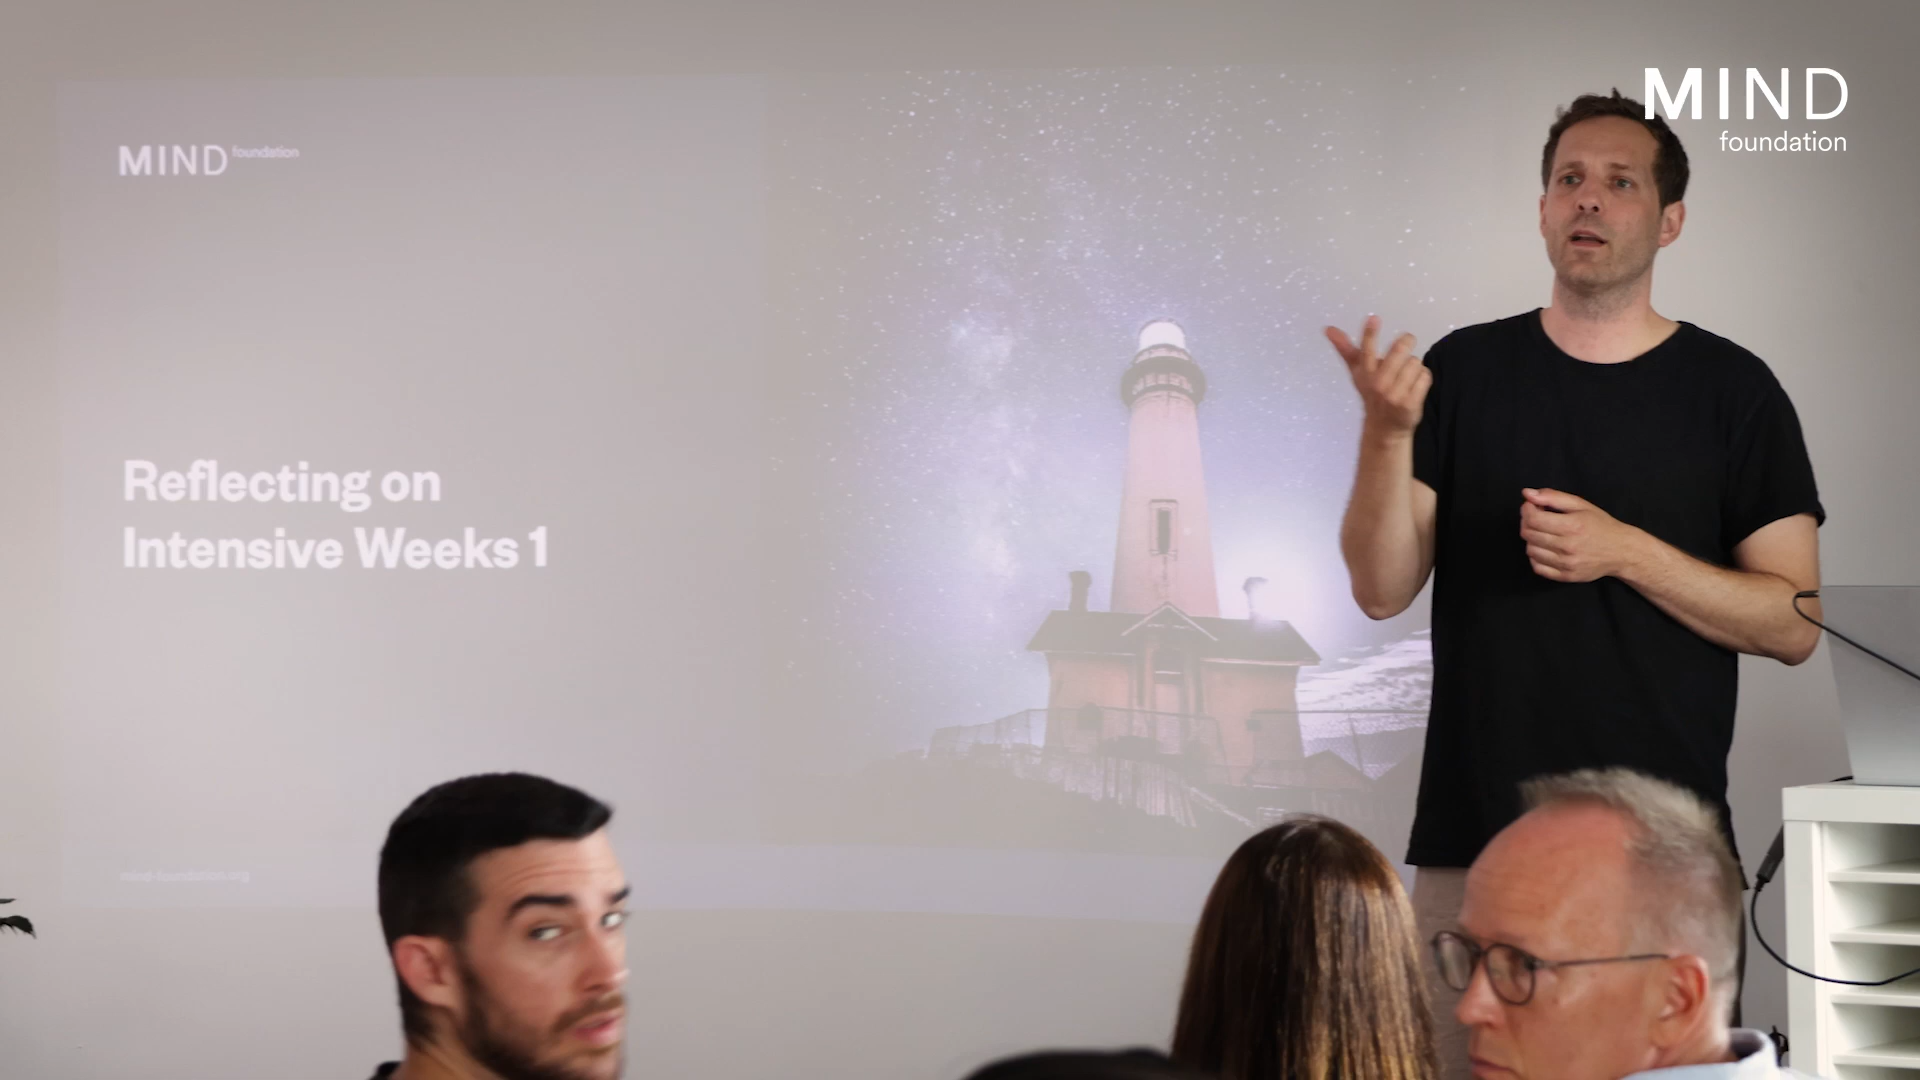 MIND foundation
MIND foundation
Reflecting on
Intensive Weeks 1
mind-foundation.org